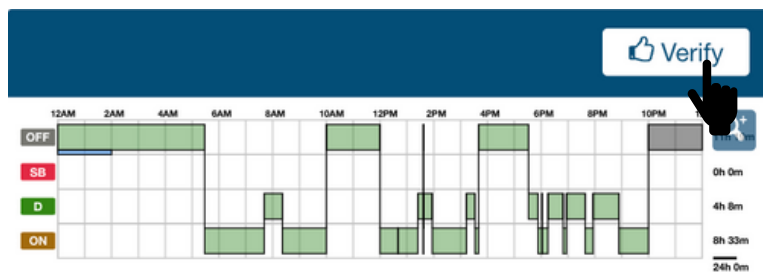 Verify
12AM 2AM 4AM 6AM 8AM 10AM 12PM 2PM 4PM 6PM 8PM 10PM
OFF
SB 0h 0m
D 4h 8m
ON 8h 33m
24h 0m